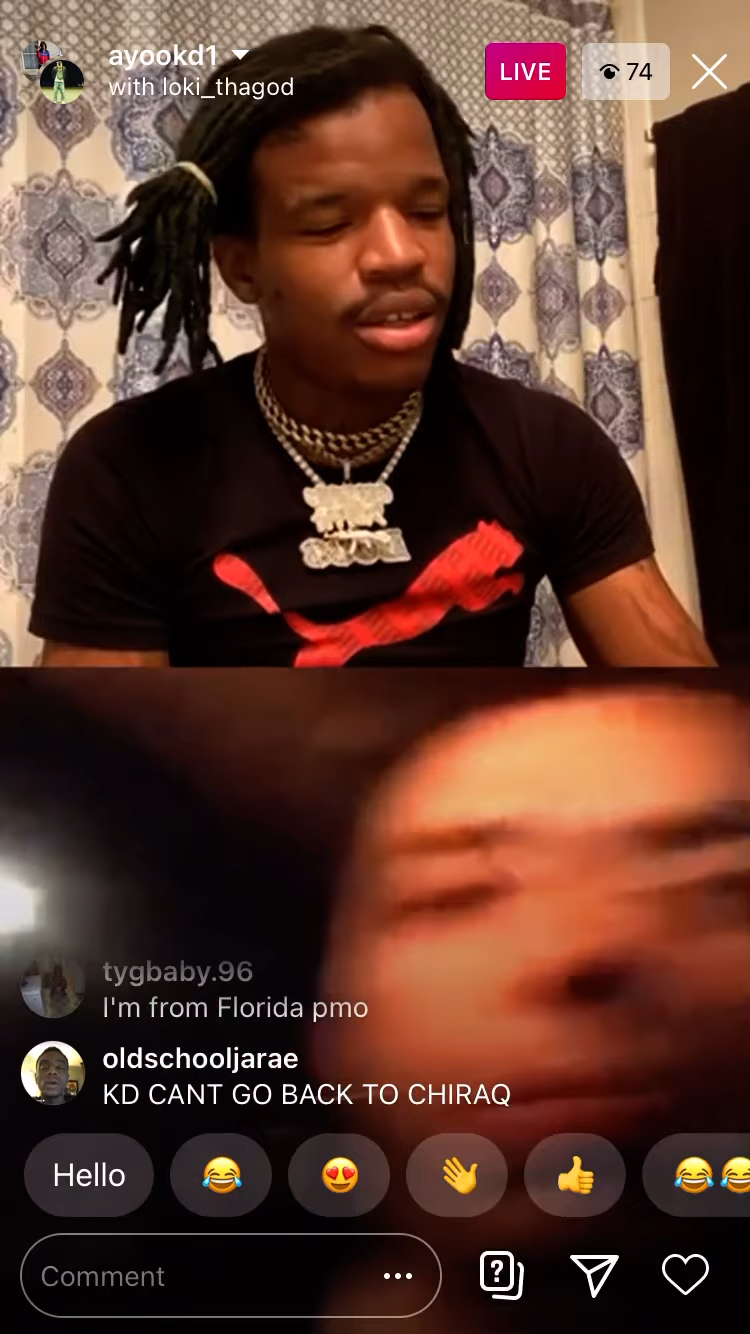 ayookd1
with loki_thagod
LIVE
74
tygbaby.96
I'm from Florida pmo
oldschooljarae
KD CANT GO BACK TO CHIRAQ
Hello
Comment